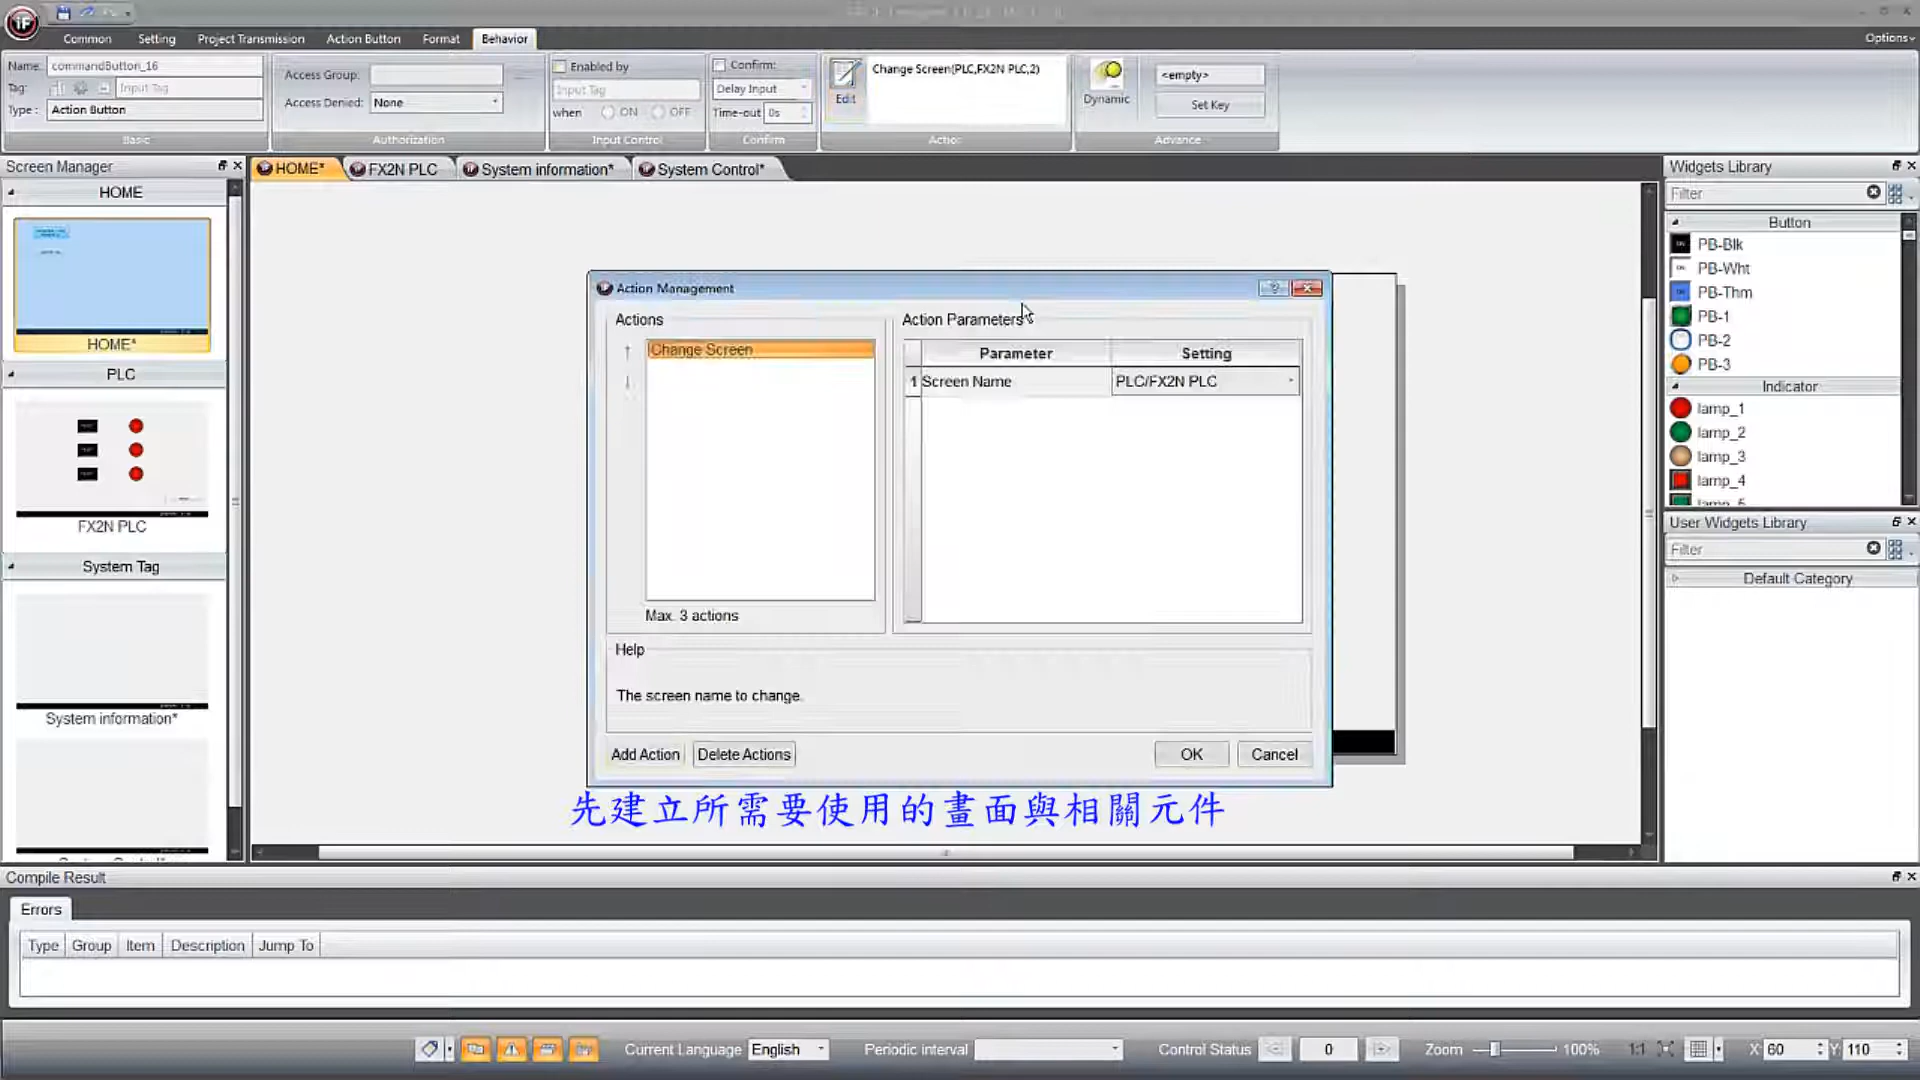 iF
Common Setting Project Transmission Action Button Format Behavior Options
Name: commandButton_16
Tag: Input Tag
Type : Action Button
Basic
Access Group:
Access Denied: None
Authorization
Enabled by
Input Tag
when ON OFF
Input Control
Confirm:
Delay Input
Time-out 0s
Confirm
Edit
Change Screen(PLC,FX2N PLC,2)
Action
Dynamic
<empty>
Set Key
Advance
Screen Manager
HOME
HOME*
PLC
FX2N PLC
System Tag
System information*
HOME* FX2N PLC System information* System Control*
Action Management
Actions
Change Screen
Max. 3 actions
Action Parameters
Parameter Setting
1 Screen Name PLC/FX2N PLC
Help
The screen name to change.
Add Action Delete Actions OK Cancel
先建立所需要使用的畫面與相關元件
Widgets Library
Filter
Button
PB-Blk
PB-Wht
PB-Thm
PB-1
PB-2
PB-3
Indicator
lamp_1
lamp_2
lamp_3
lamp_4
User Widgets Library
Filter
Default Category
Compile Result
Errors
Type Group Item Description Jump To
Current Language English Periodic interval Control Status 0 Zoom 100% 1:1 X: 60 Y: 110